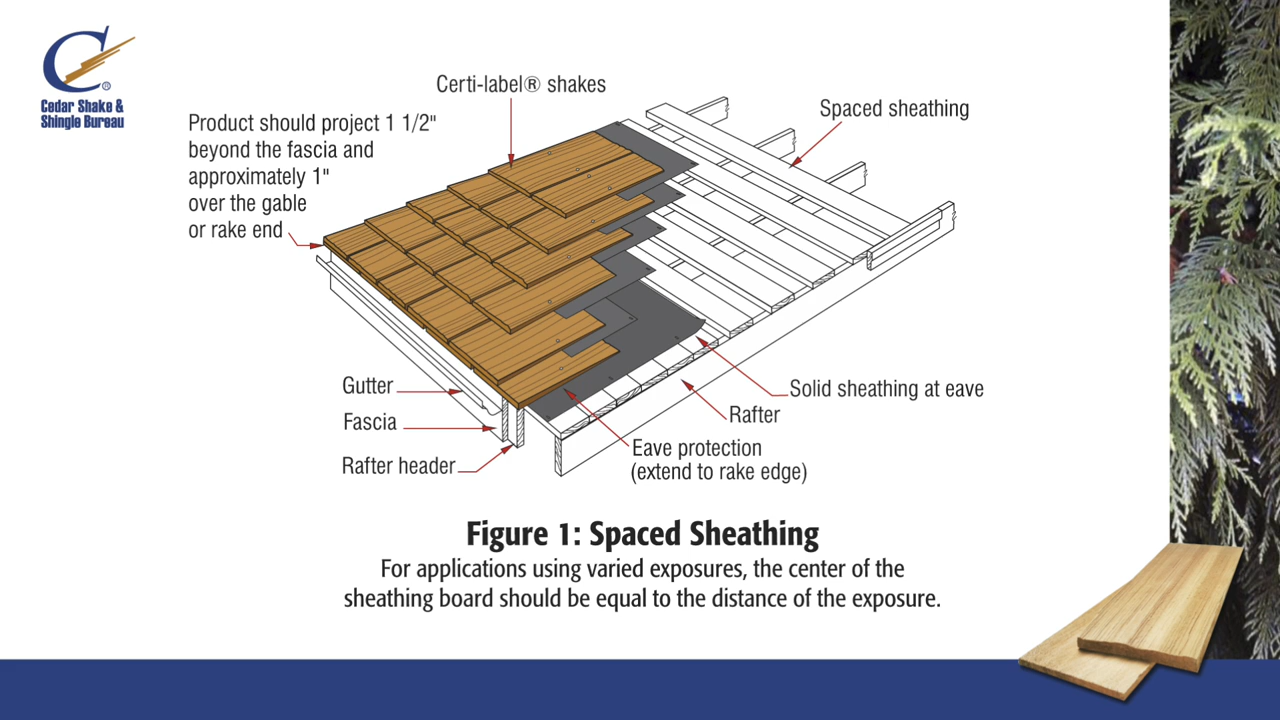 C®
Cedar Shake &
Shingle Bureau
Certi-label® shakes
Product should project 1 1/2"
beyond the fascia and
approximately 1"
over the gable
or rake end
Spaced sheathing
Gutter
Fascia
Rafter header
Solid sheathing at eave
Rafter
Eave protection
(extend to rake edge)
Figure 1: Spaced Sheathing
For applications using varied exposures, the center of the
sheathing board should be equal to the distance of the exposure.